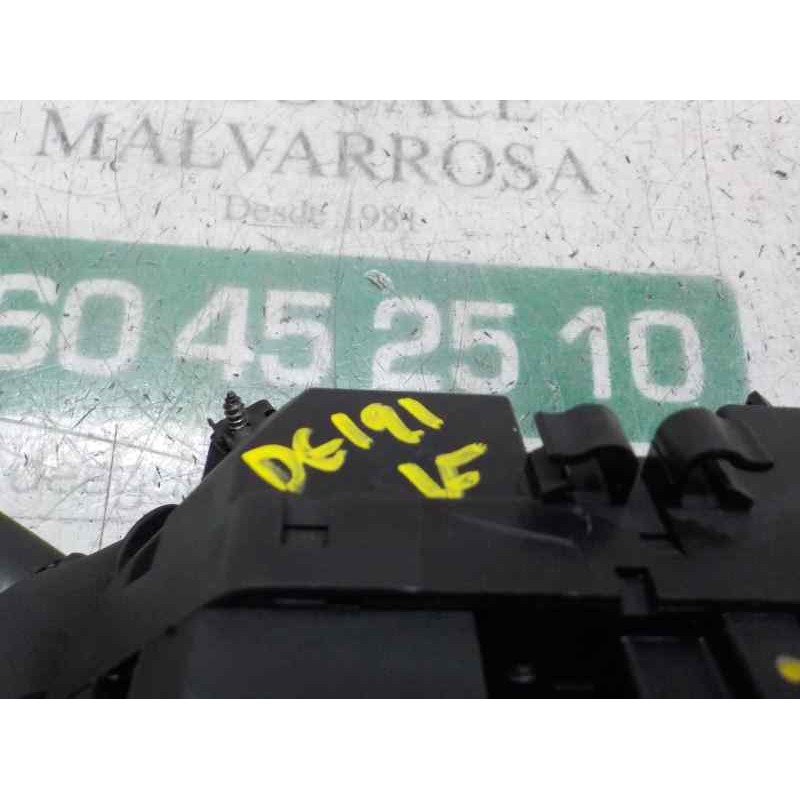 MALVARROSA
Desde 1981
60 45 25 10
DE191
LF